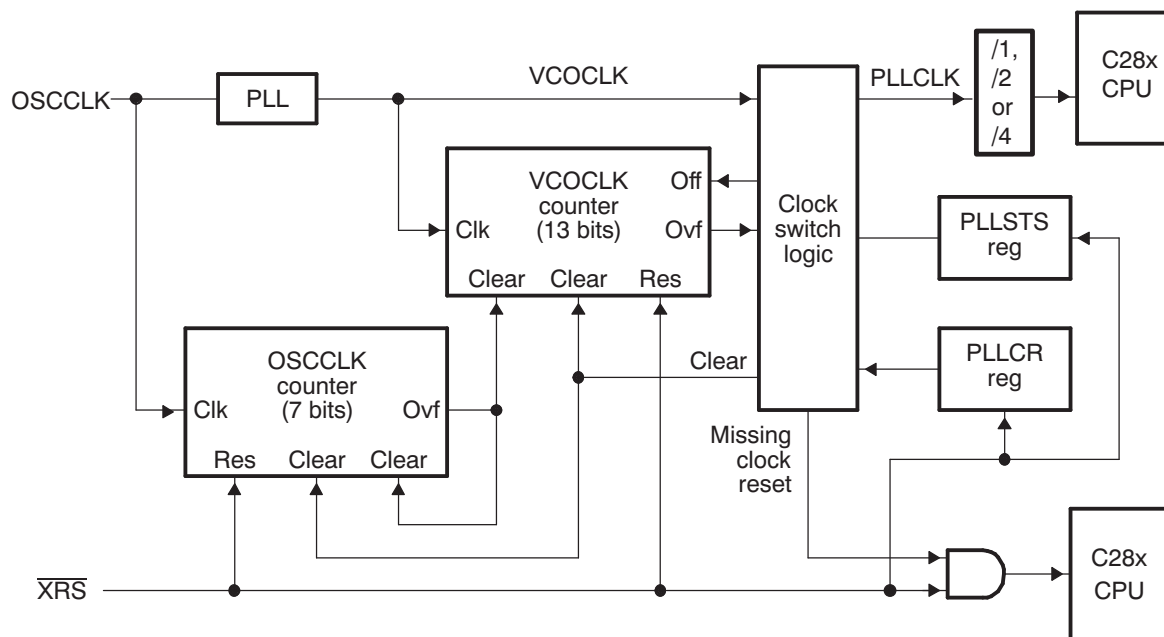 OSCCLK
PLL
VCOCLK
PLLCLK
/1,
/2
or
/4
C28x
CPU
VCOCLK
counter
(13 bits)
Off
Clk
Ovf
Clear
Clear
Res
Clock
switch
logic
PLLSTS
reg
OSCCLK
counter
(7 bits)
Clk
Ovf
Res
Clear
Clear
Clear
PLLCR
reg
Missing
clock
reset
XRS
C28x
CPU